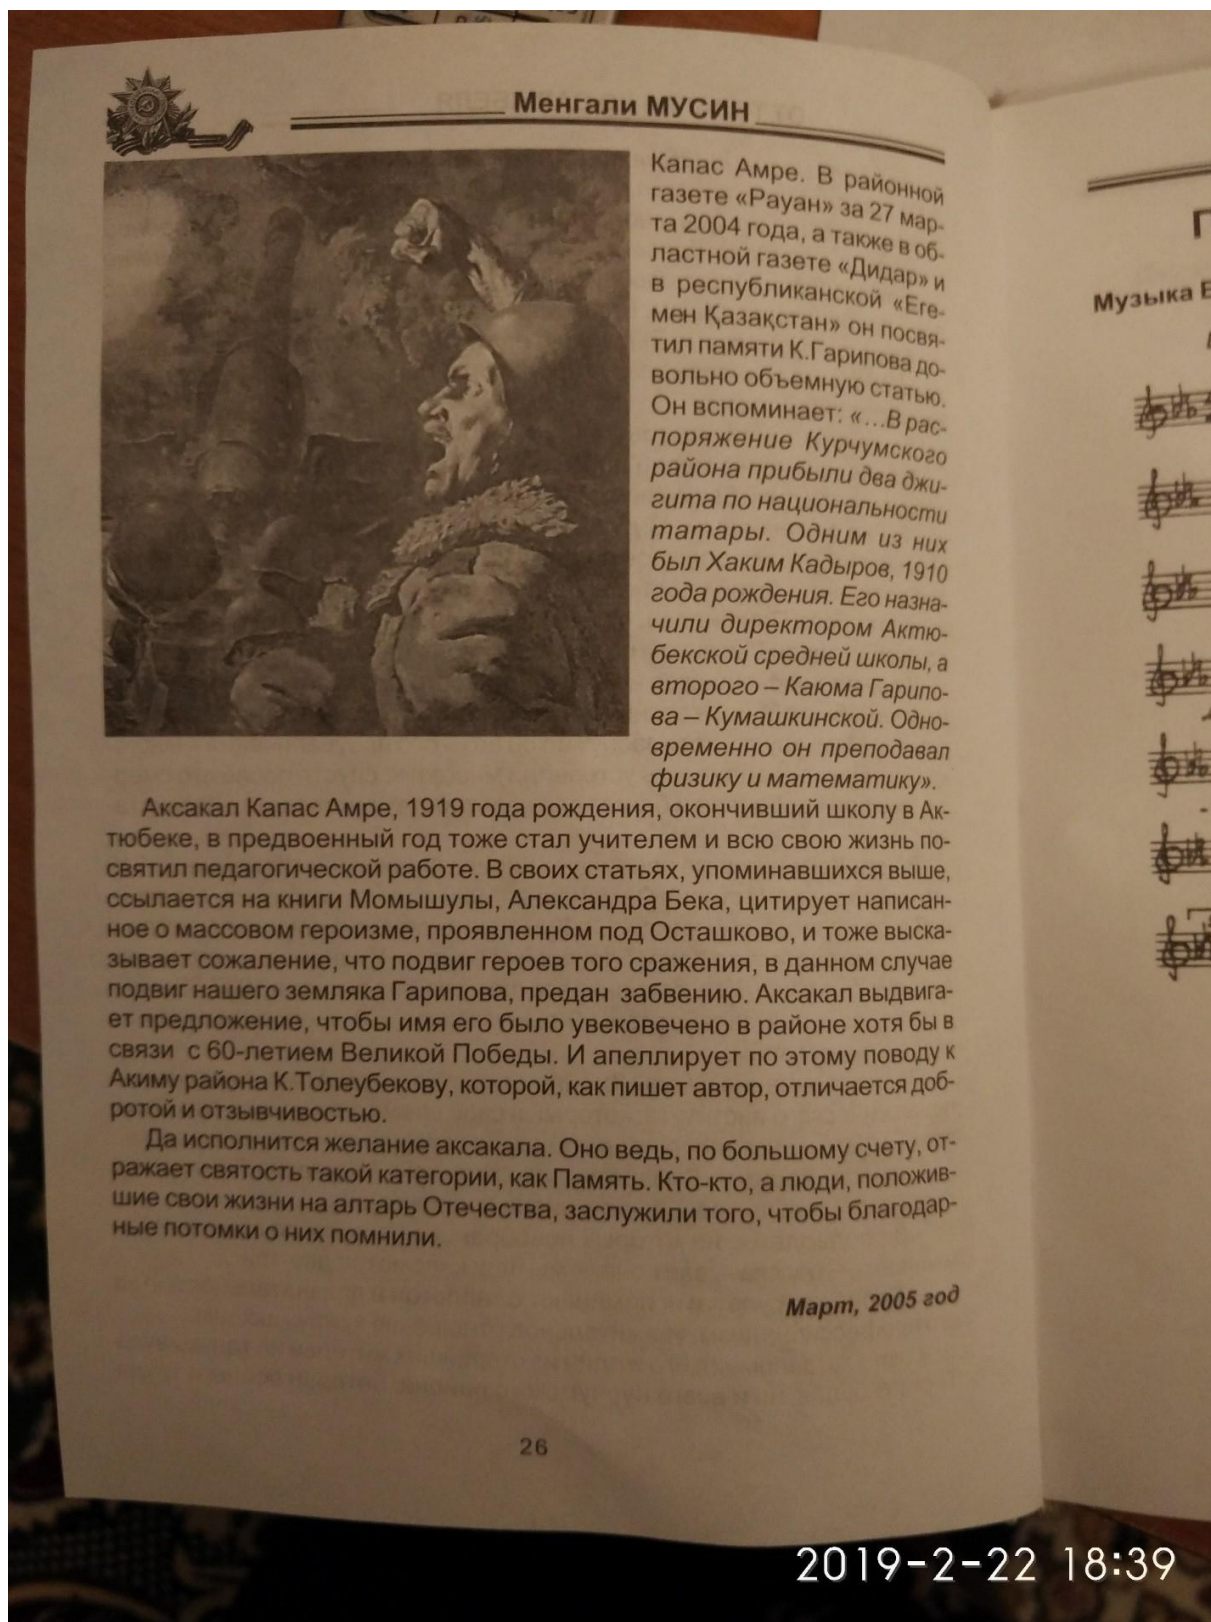 Менгали МУСИН
Капас Амре. В районной
газете «Рауан» за 27 мар-
та 2004 года, а также в об-
ластной газете «Дидар» и
в республиканской «Еге-
мен Қазақстан» он посвя-
тил памяти К.Гарипова до-
вольно объемную статью.
Он вспоминает: «...В рас-
поряжение Курчумского
района прибыли два джи-
гита по национальности
татары. Одним из них
был Хаким Кадыров, 1910
года рождения. Его назна-
чили директором Актю-
бекской средней школы, а
второго – Каюма Гарипо-
ва – Кумашкинской. Одно-
временно он преподавал
физику и математику».
Аксакал Капас Амре, 1919 года рождения, окончивший школу в Ак-
тюбеке, в предвоенный год тоже стал учителем и всю свою жизнь по-
святил педагогической работе. В своих статьях, упоминавшихся выше,
ссылается на книги Момышулы, Александра Бека, цитирует написан-
ное о массовом героизме, проявленном под Осташково, и тоже выска-
зывает сожаление, что подвиг героев того сражения, в данном случае
подвиг нашего земляка Гарипова, предан забвению. Аксакал выдвига-
ет предложение, чтобы имя его было увековечено в районе хотя бы в
связи с 60-летием Великой Победы. И апеллирует по этому поводу к
Акиму района К.Толеубекову, которой, как пишет автор, отличается доб-
ротой и отзывчивостью.
Да исполнится желание аксакала. Оно ведь, по большому счету, от-
ражает святость такой категории, как Память. Кто-кто, а люди, положив-
шие свои жизни на алтарь Отечества, заслужили того, чтобы благодар-
ные потомки о них помнили.
Март, 2005 год
26
Музыка
2019-2-22 18:39